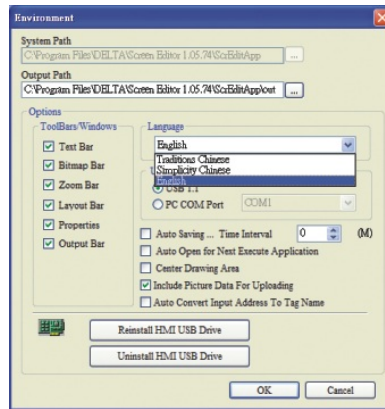 Environment
System Path
C:\Program Files\DELTA\Screen Editor 1.05.74\ScrEditApp
...
Output Path
C:\Program Files\DELTA\Screen Editor 1.05.74\ScrEditApp\out
...
Options
ToolBars/Windows
Text Bar
Bitmap Bar
Zoom Bar
Layout Bar
Properties
Output Bar
Language
English
Traditions Chinese
Simplicity Chinese
English
USB 1.1
PC COM Port
COM1
Auto Saving ... Time Interval 0 (M)
Auto Open for Next Execute Application
Center Drawing Area
Include Picture Data For Uploading
Auto Convert Input Address To Tag Name
Reinstall HMI USB Drive
Uninstall HMI USB Drive
OK
Cancel